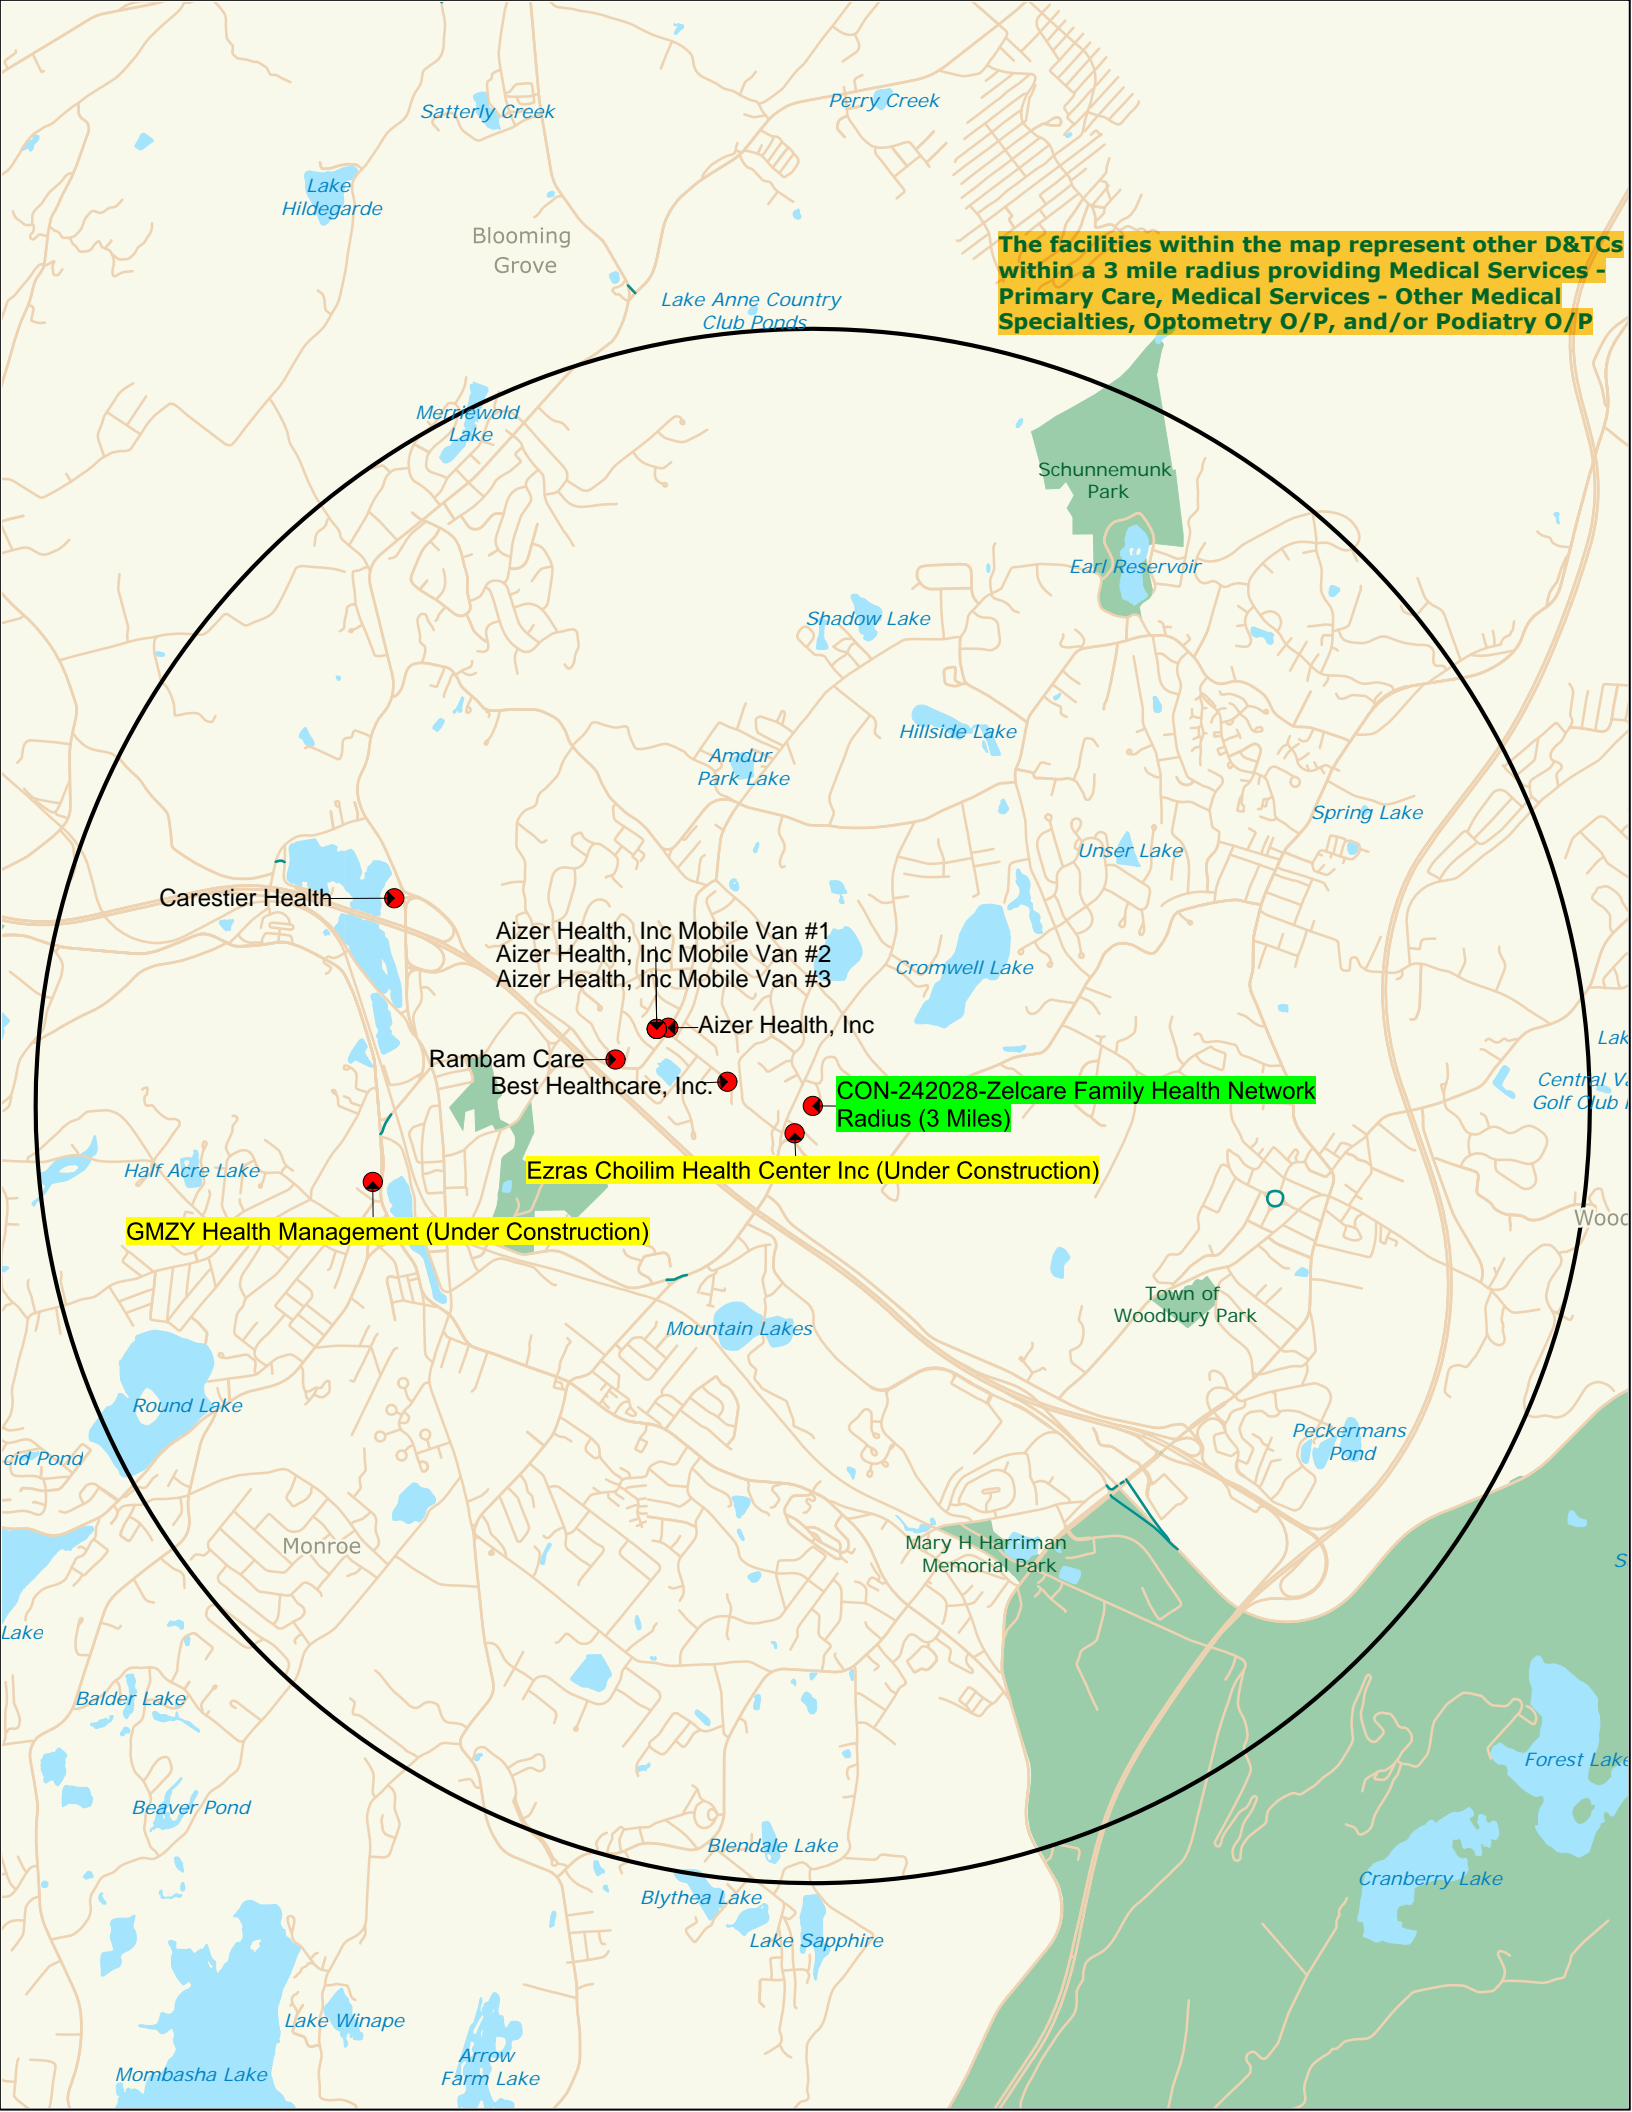 Perry Creek
Satterly Creek
Lake
Hildegarde
Blooming
Grove
The facilities within the map represent other D&TCs
within a 3 mile radius providing Medical Services -
Primary Care, Medical Services - Other Medical
Specialties, Optometry O/P, and/or Podiatry O/P
Lake Anne Country
Club Ponds
Merriewold
Lake
Schunnemunk
Park
Earl Reservoir
Shadow Lake
Hillside Lake
Amdur
Park Lake
Spring Lake
Unser Lake
Carestier Health
Aizer Health, Inc Mobile Van #1
Aizer Health, Inc Mobile Van #2
Aizer Health, Inc Mobile Van #3
Cromwell Lake
Aizer Health, Inc
Lak
Rambam Care
Best Healthcare, Inc.
CON-242028-Zelcare Family Health Network
Radius (3 Miles)
Central Va
Golf Club
Half Acre Lake
Ezras Choilim Health Center Inc (Under Construction)
GMZY Health Management (Under Construction)
Wood
Town of
Woodbury Park
Mountain Lakes
Round Lake
Peckermans
Pond
cid Pond
Monroe
Mary H Harriman
Memorial Park
S
Lake
Balder Lake
Forest Lake
Beaver Pond
Blendale Lake
Cranberry Lake
Blythea Lake
Lake Sapphire
Lake Winape
Arrow
Farm Lake
Mombasha Lake